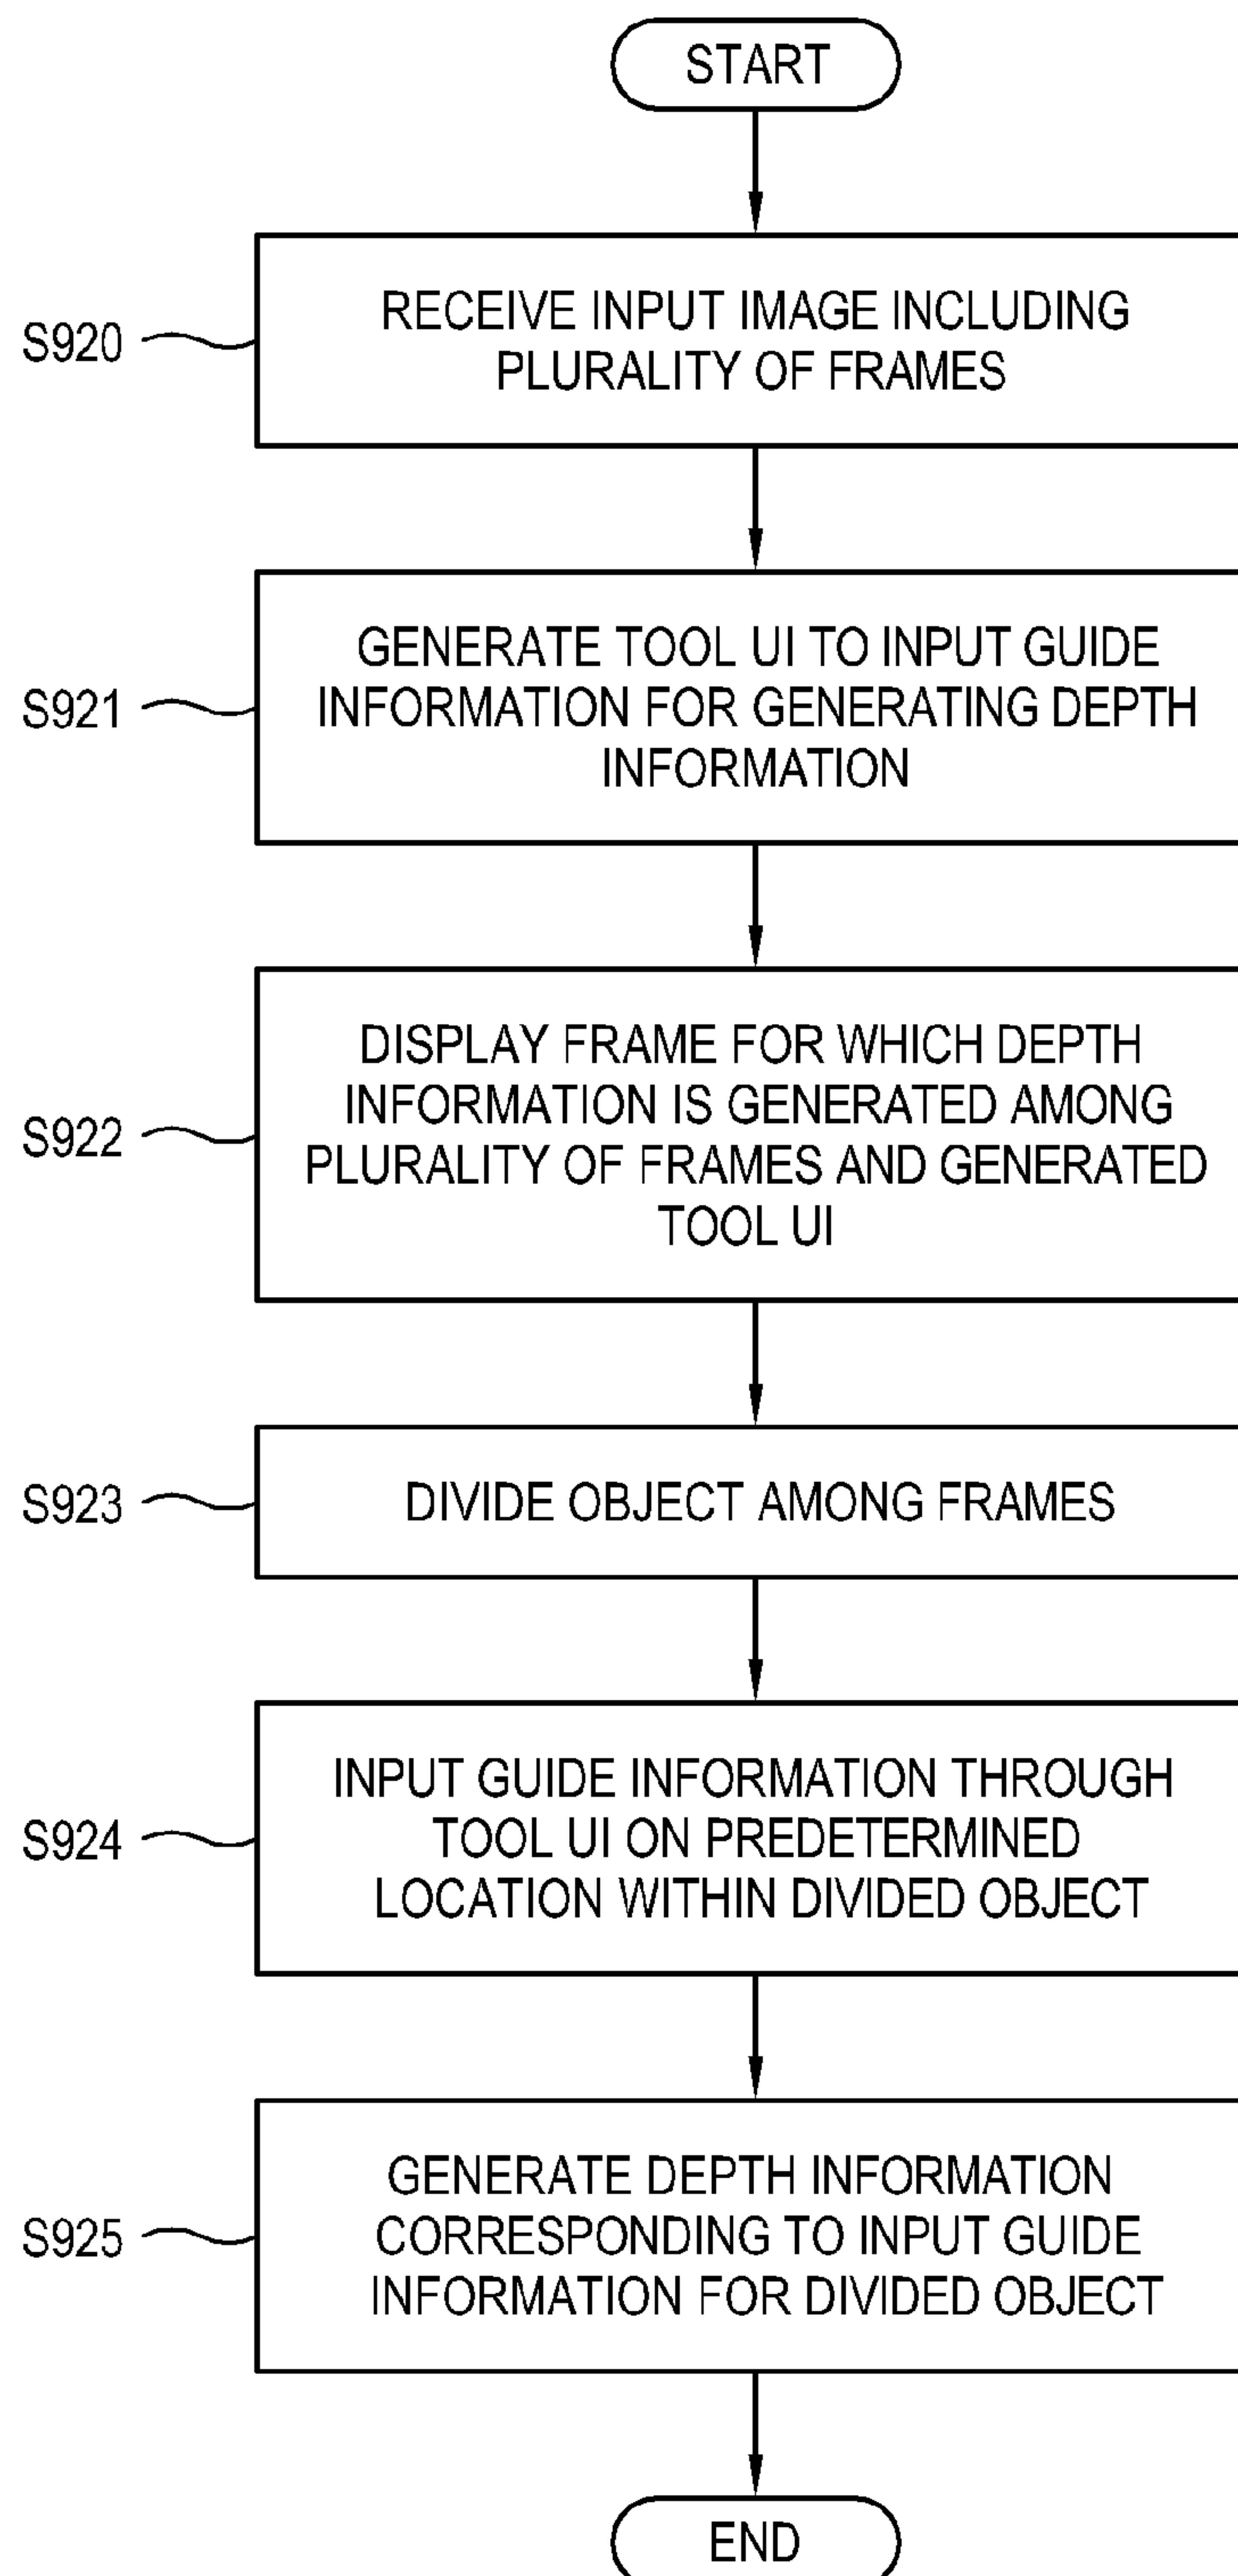 START
S920
RECEIVE INPUT IMAGE INCLUDING
PLURALITY OF FRAMES
S921
GENERATE TOOL UI TO INPUT GUIDE
INFORMATION FOR GENERATING DEPTH
INFORMATION
S922
DISPLAY FRAME FOR WHICH DEPTH
INFORMATION IS GENERATED AMONG
PLURALITY OF FRAMES AND GENERATED
TOOL UI
S923
DIVIDE OBJECT AMONG FRAMES
S924
INPUT GUIDE INFORMATION THROUGH
TOOL UI ON PREDETERMINED
LOCATION WITHIN DIVIDED OBJECT
S925
GENERATE DEPTH INFORMATION
CORRESPONDING TO INPUT GUIDE
INFORMATION FOR DIVIDED OBJECT
END